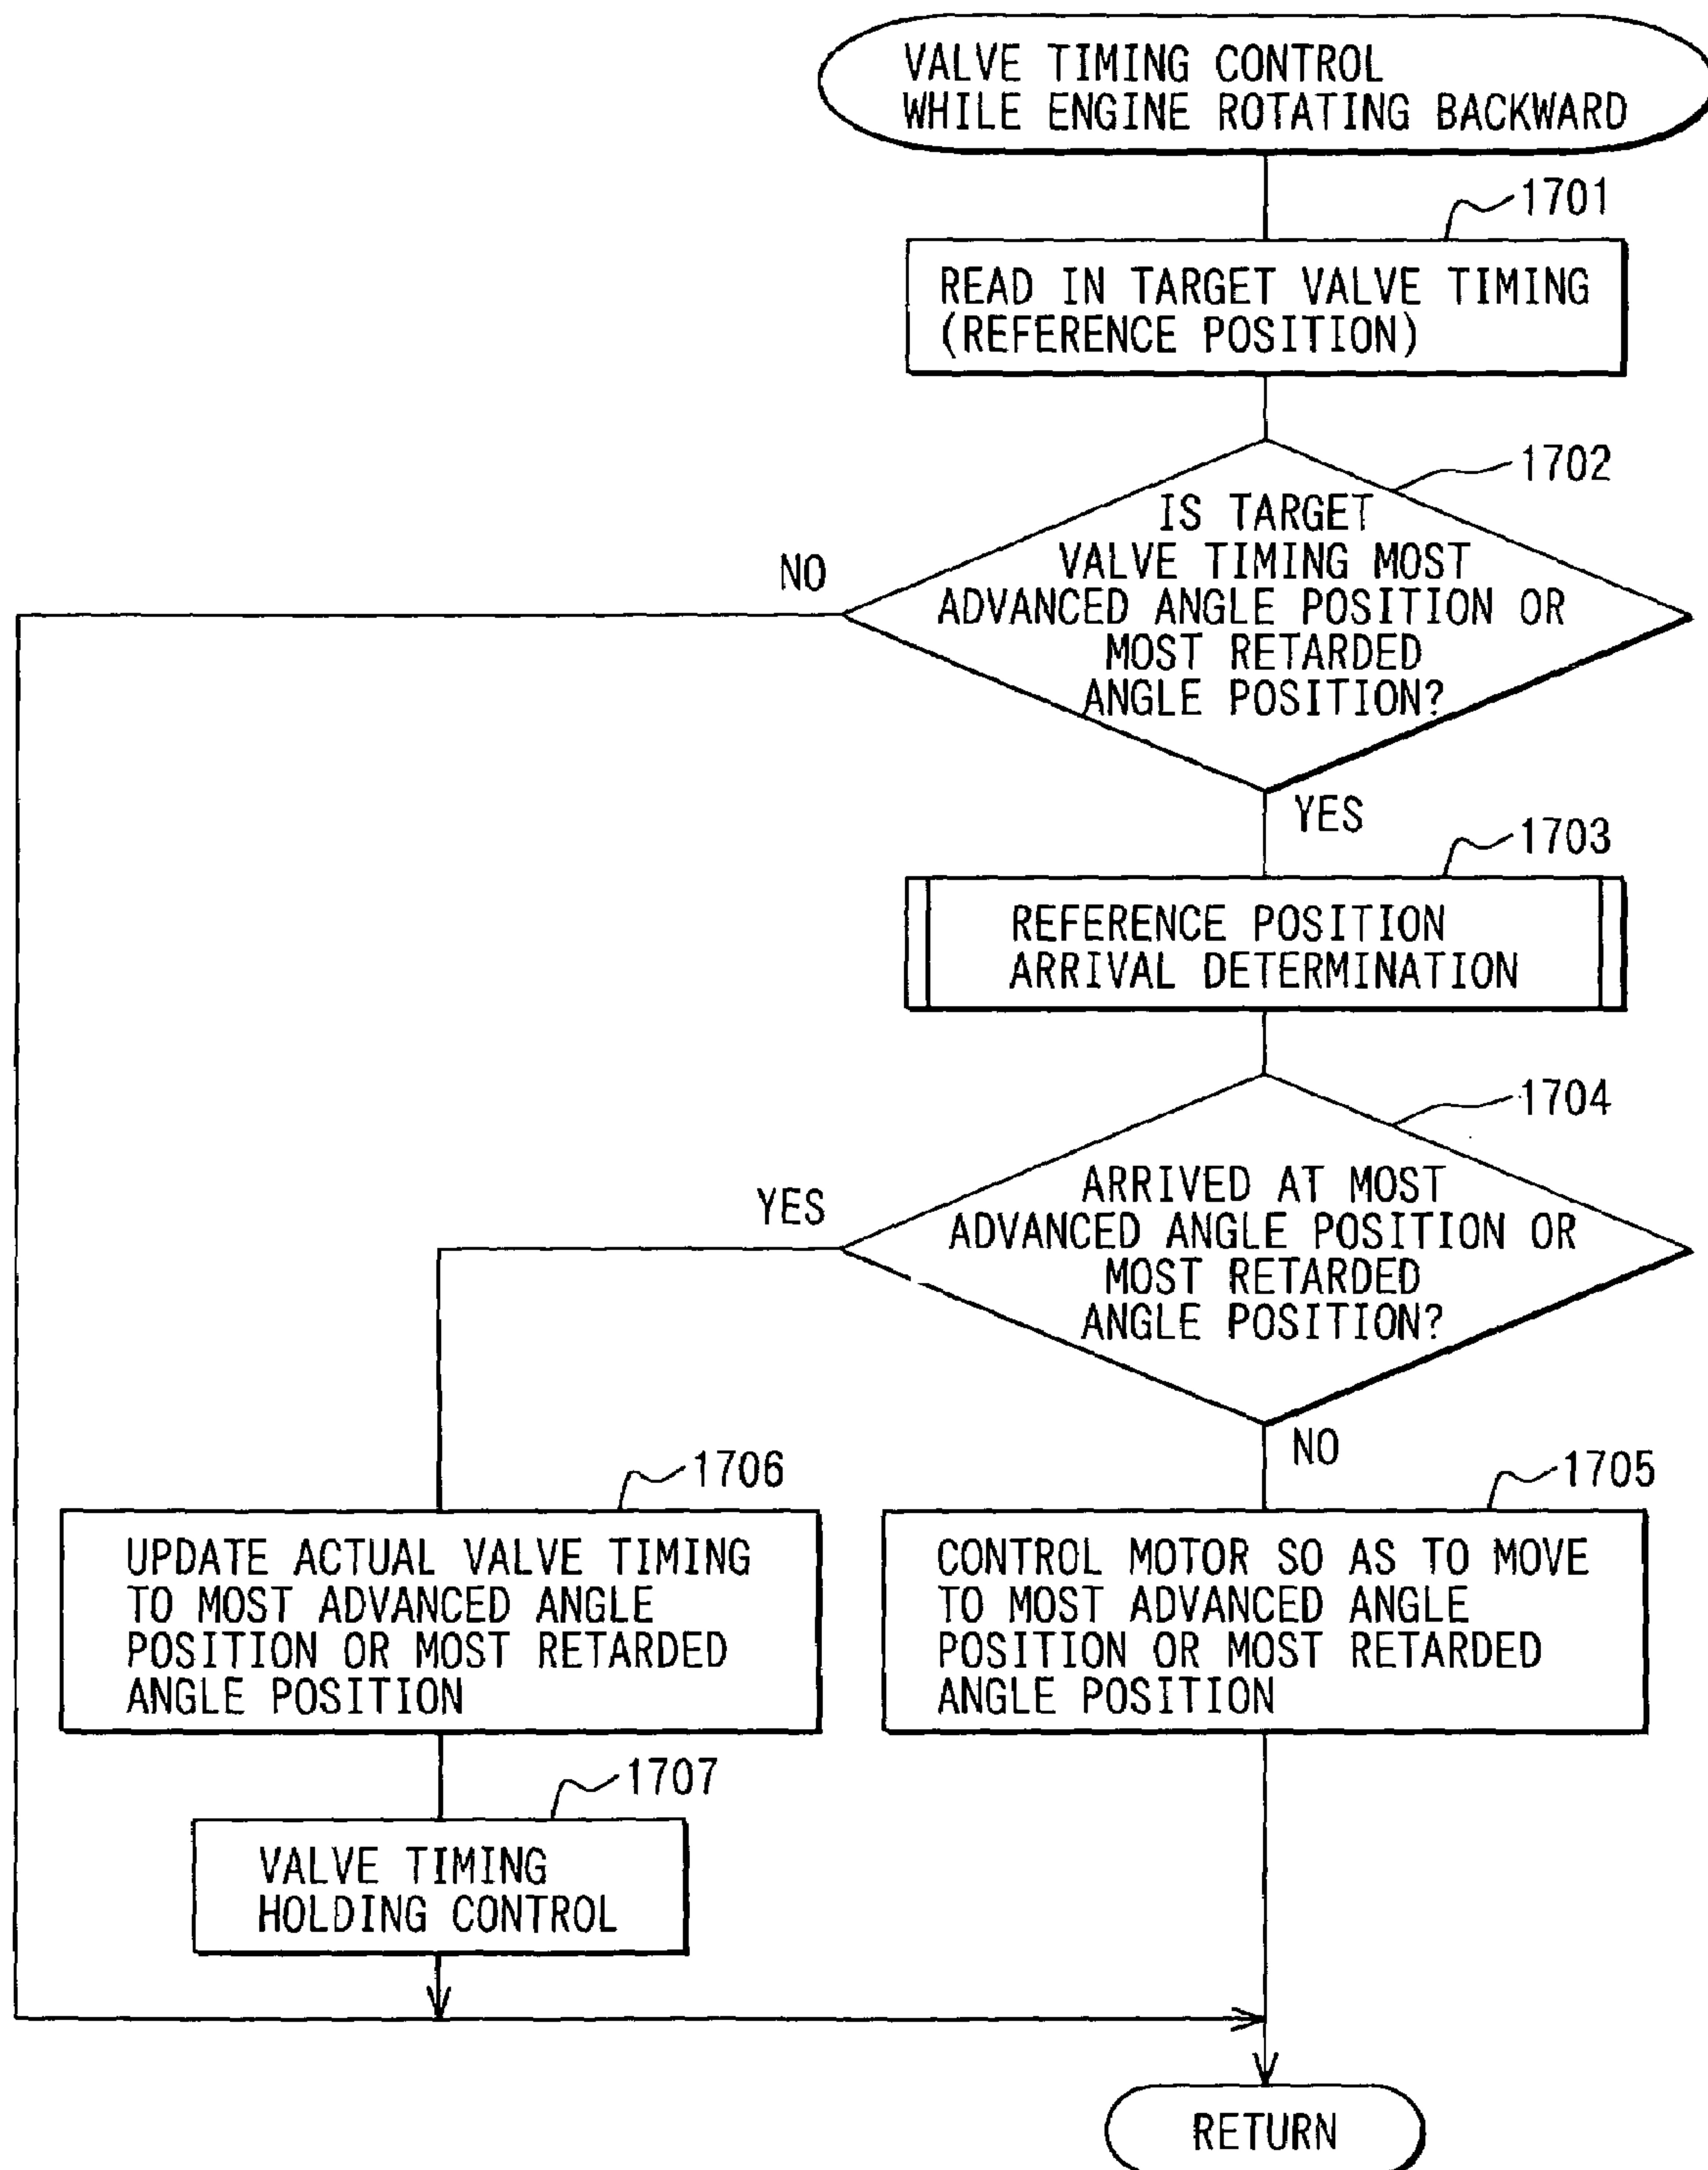 VALVE TIMING CONTROL
WHILE ENGINE ROTATING BACKWARD
1701
READ IN TARGET VALVE TIMING
(REFERENCE POSITION)
1702
IS TARGET
VALVE TIMING MOST
ADVANCED ANGLE POSITION OR
MOST RETARDED
ANGLE POSITION?
NO
YES
1703
REFERENCE POSITION
ARRIVAL DETERMINATION
1704
ARRIVED AT MOST
ADVANCED ANGLE POSITION OR
MOST RETARDED
ANGLE POSITION?
YES
NO
1706
UPDATE ACTUAL VALVE TIMING
TO MOST ADVANCED ANGLE
POSITION OR MOST RETARDED
ANGLE POSITION
1705
CONTROL MOTOR SO AS TO MOVE
TO MOST ADVANCED ANGLE
POSITION OR MOST RETARDED
ANGLE POSITION
1707
VALVE TIMING
HOLDING CONTROL
RETURN